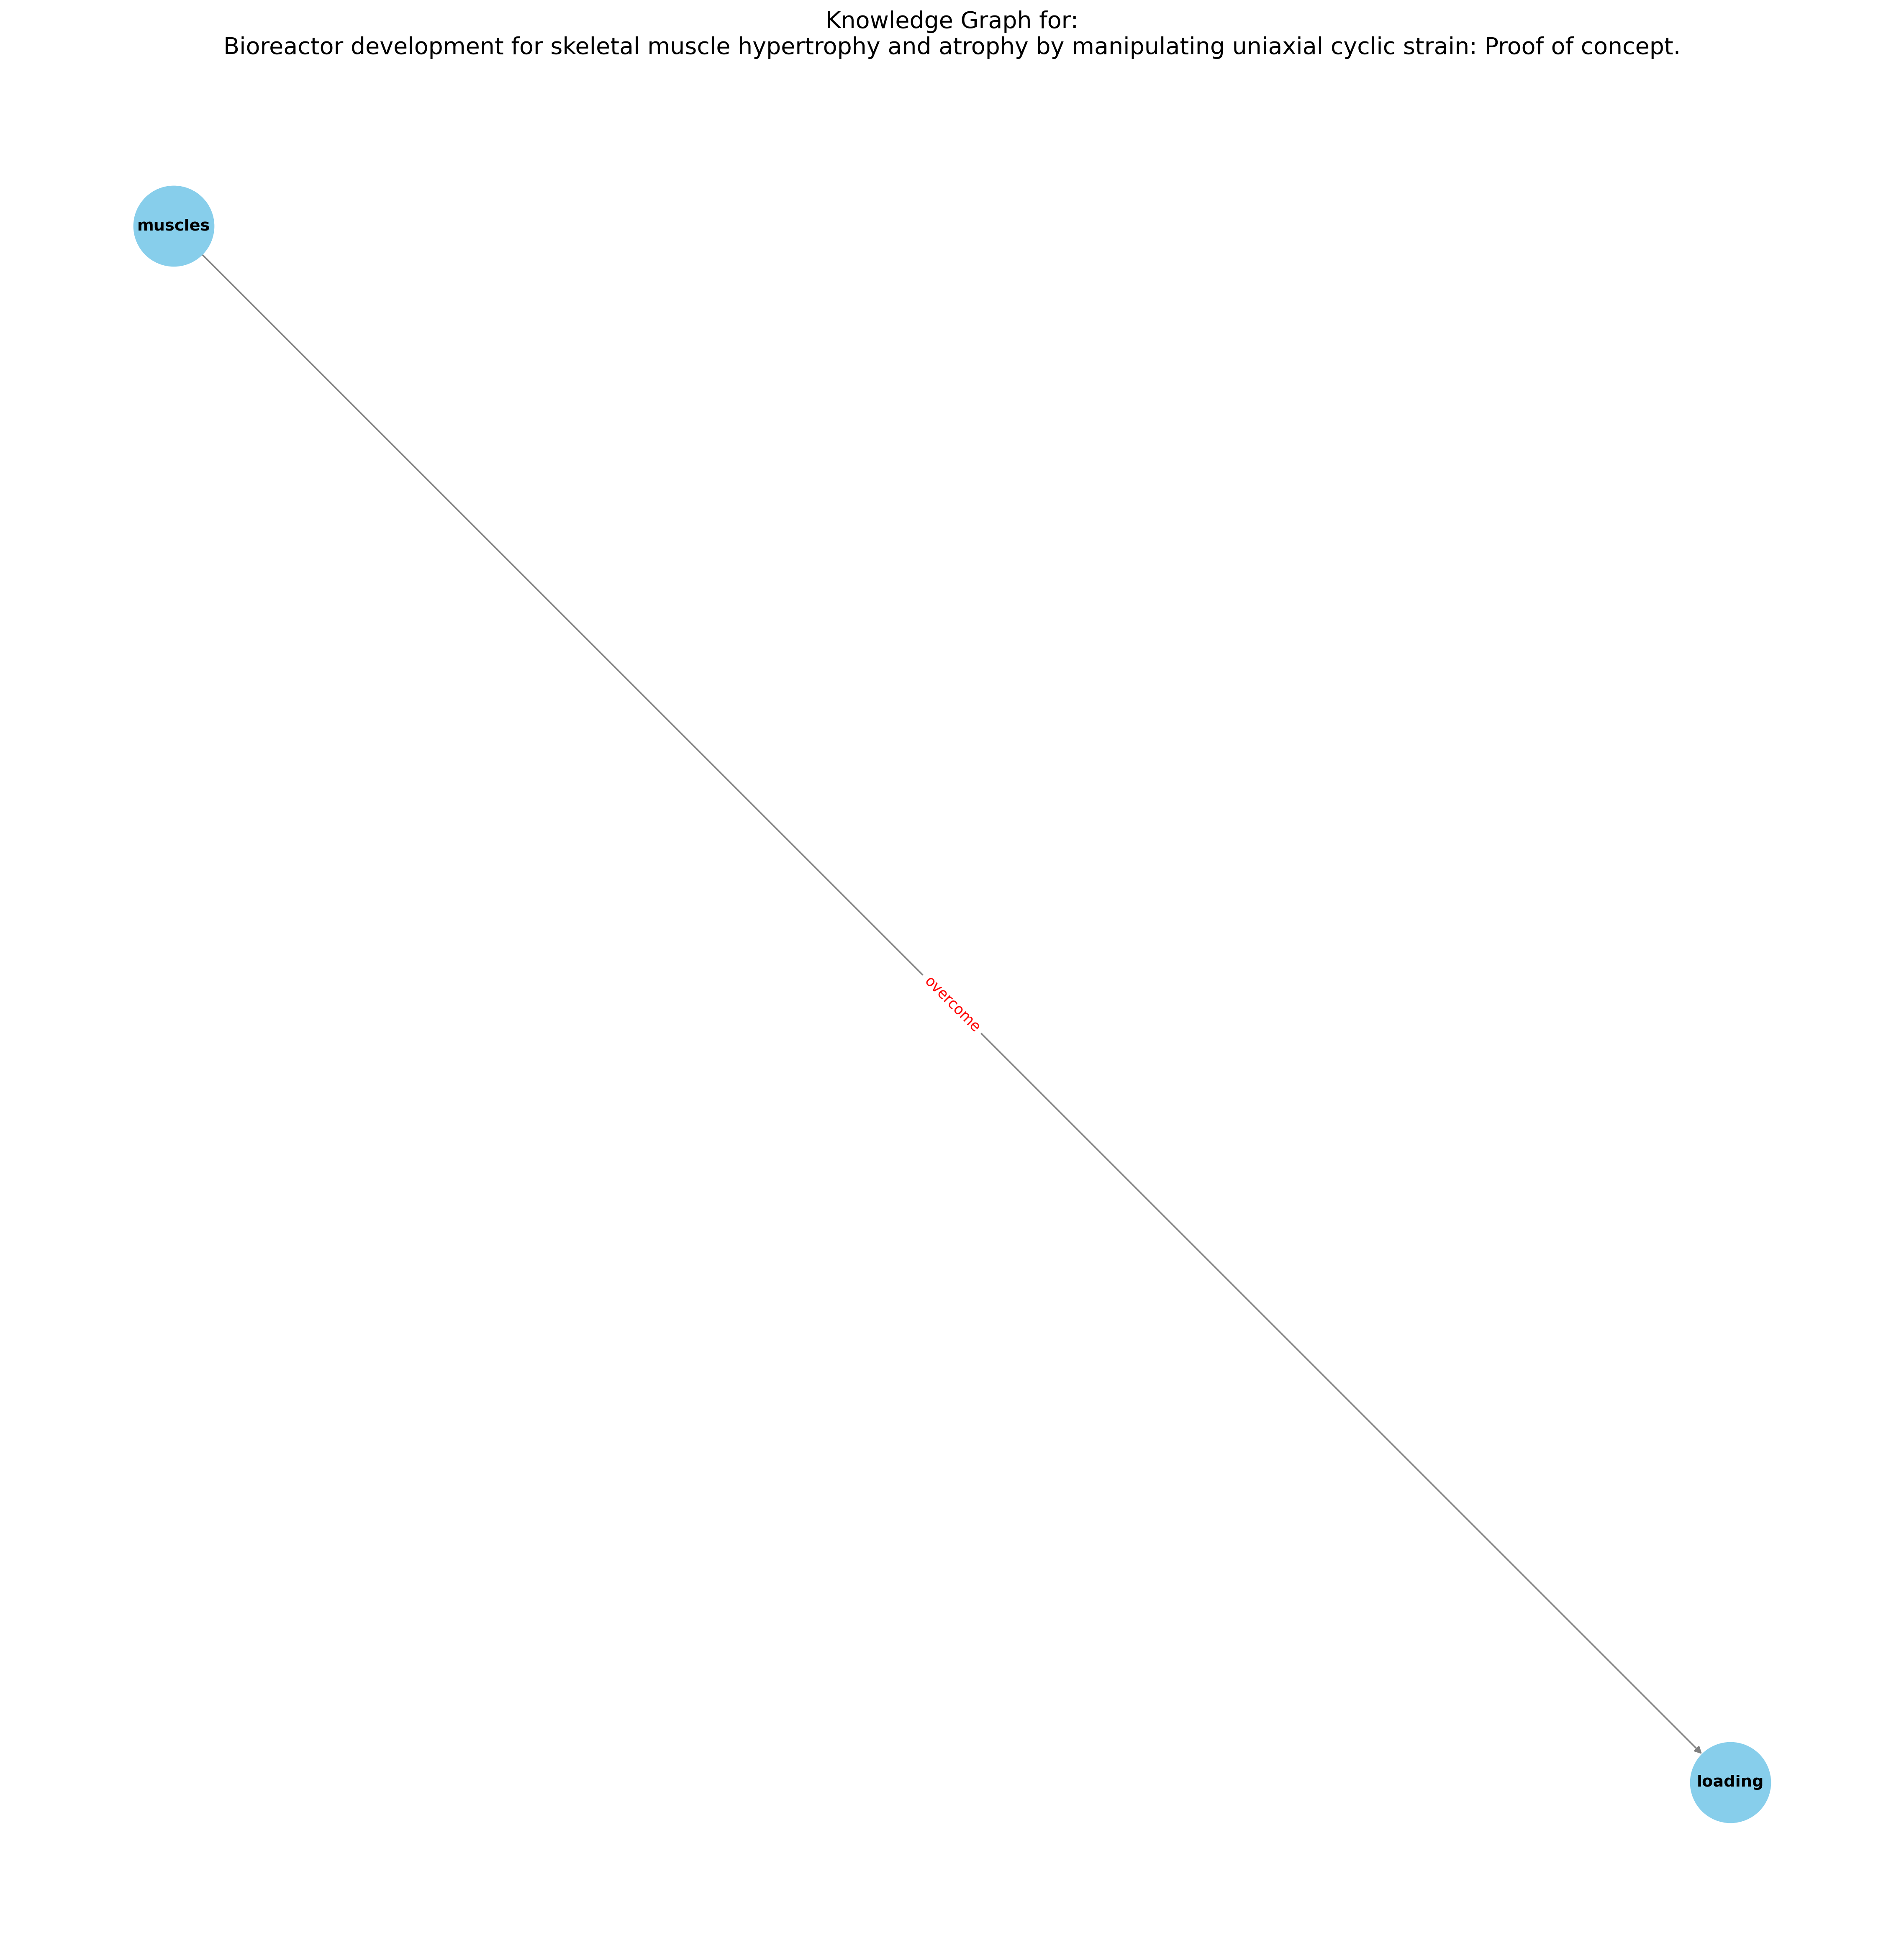 Knowledge Graph for:
Bioreactor development for skeletal muscle hypertrophy and atrophy by manipulating uniaxial cyclic strain: Proof of concept.
muscles
overcome
loading